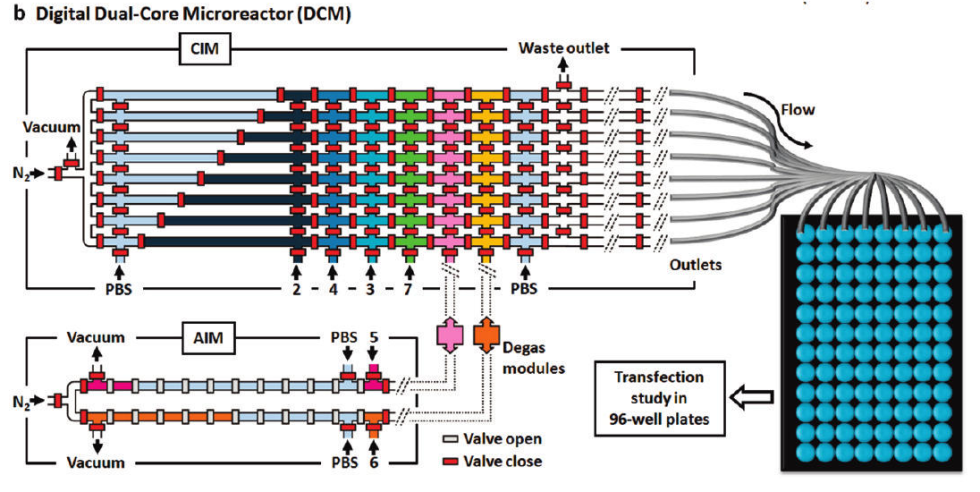 b Digital Dual-Core Microreactor (DCM)
CIM
Waste outlet
Vacuum
Flow
N2
Outlets
PBS
2
4
3
7
PBS
AIM
Vacuum
PBS
5
Degas
modules
N2
Transfection
study in
96-well plates
Vacuum
PBS
6
Valve open
Valve close